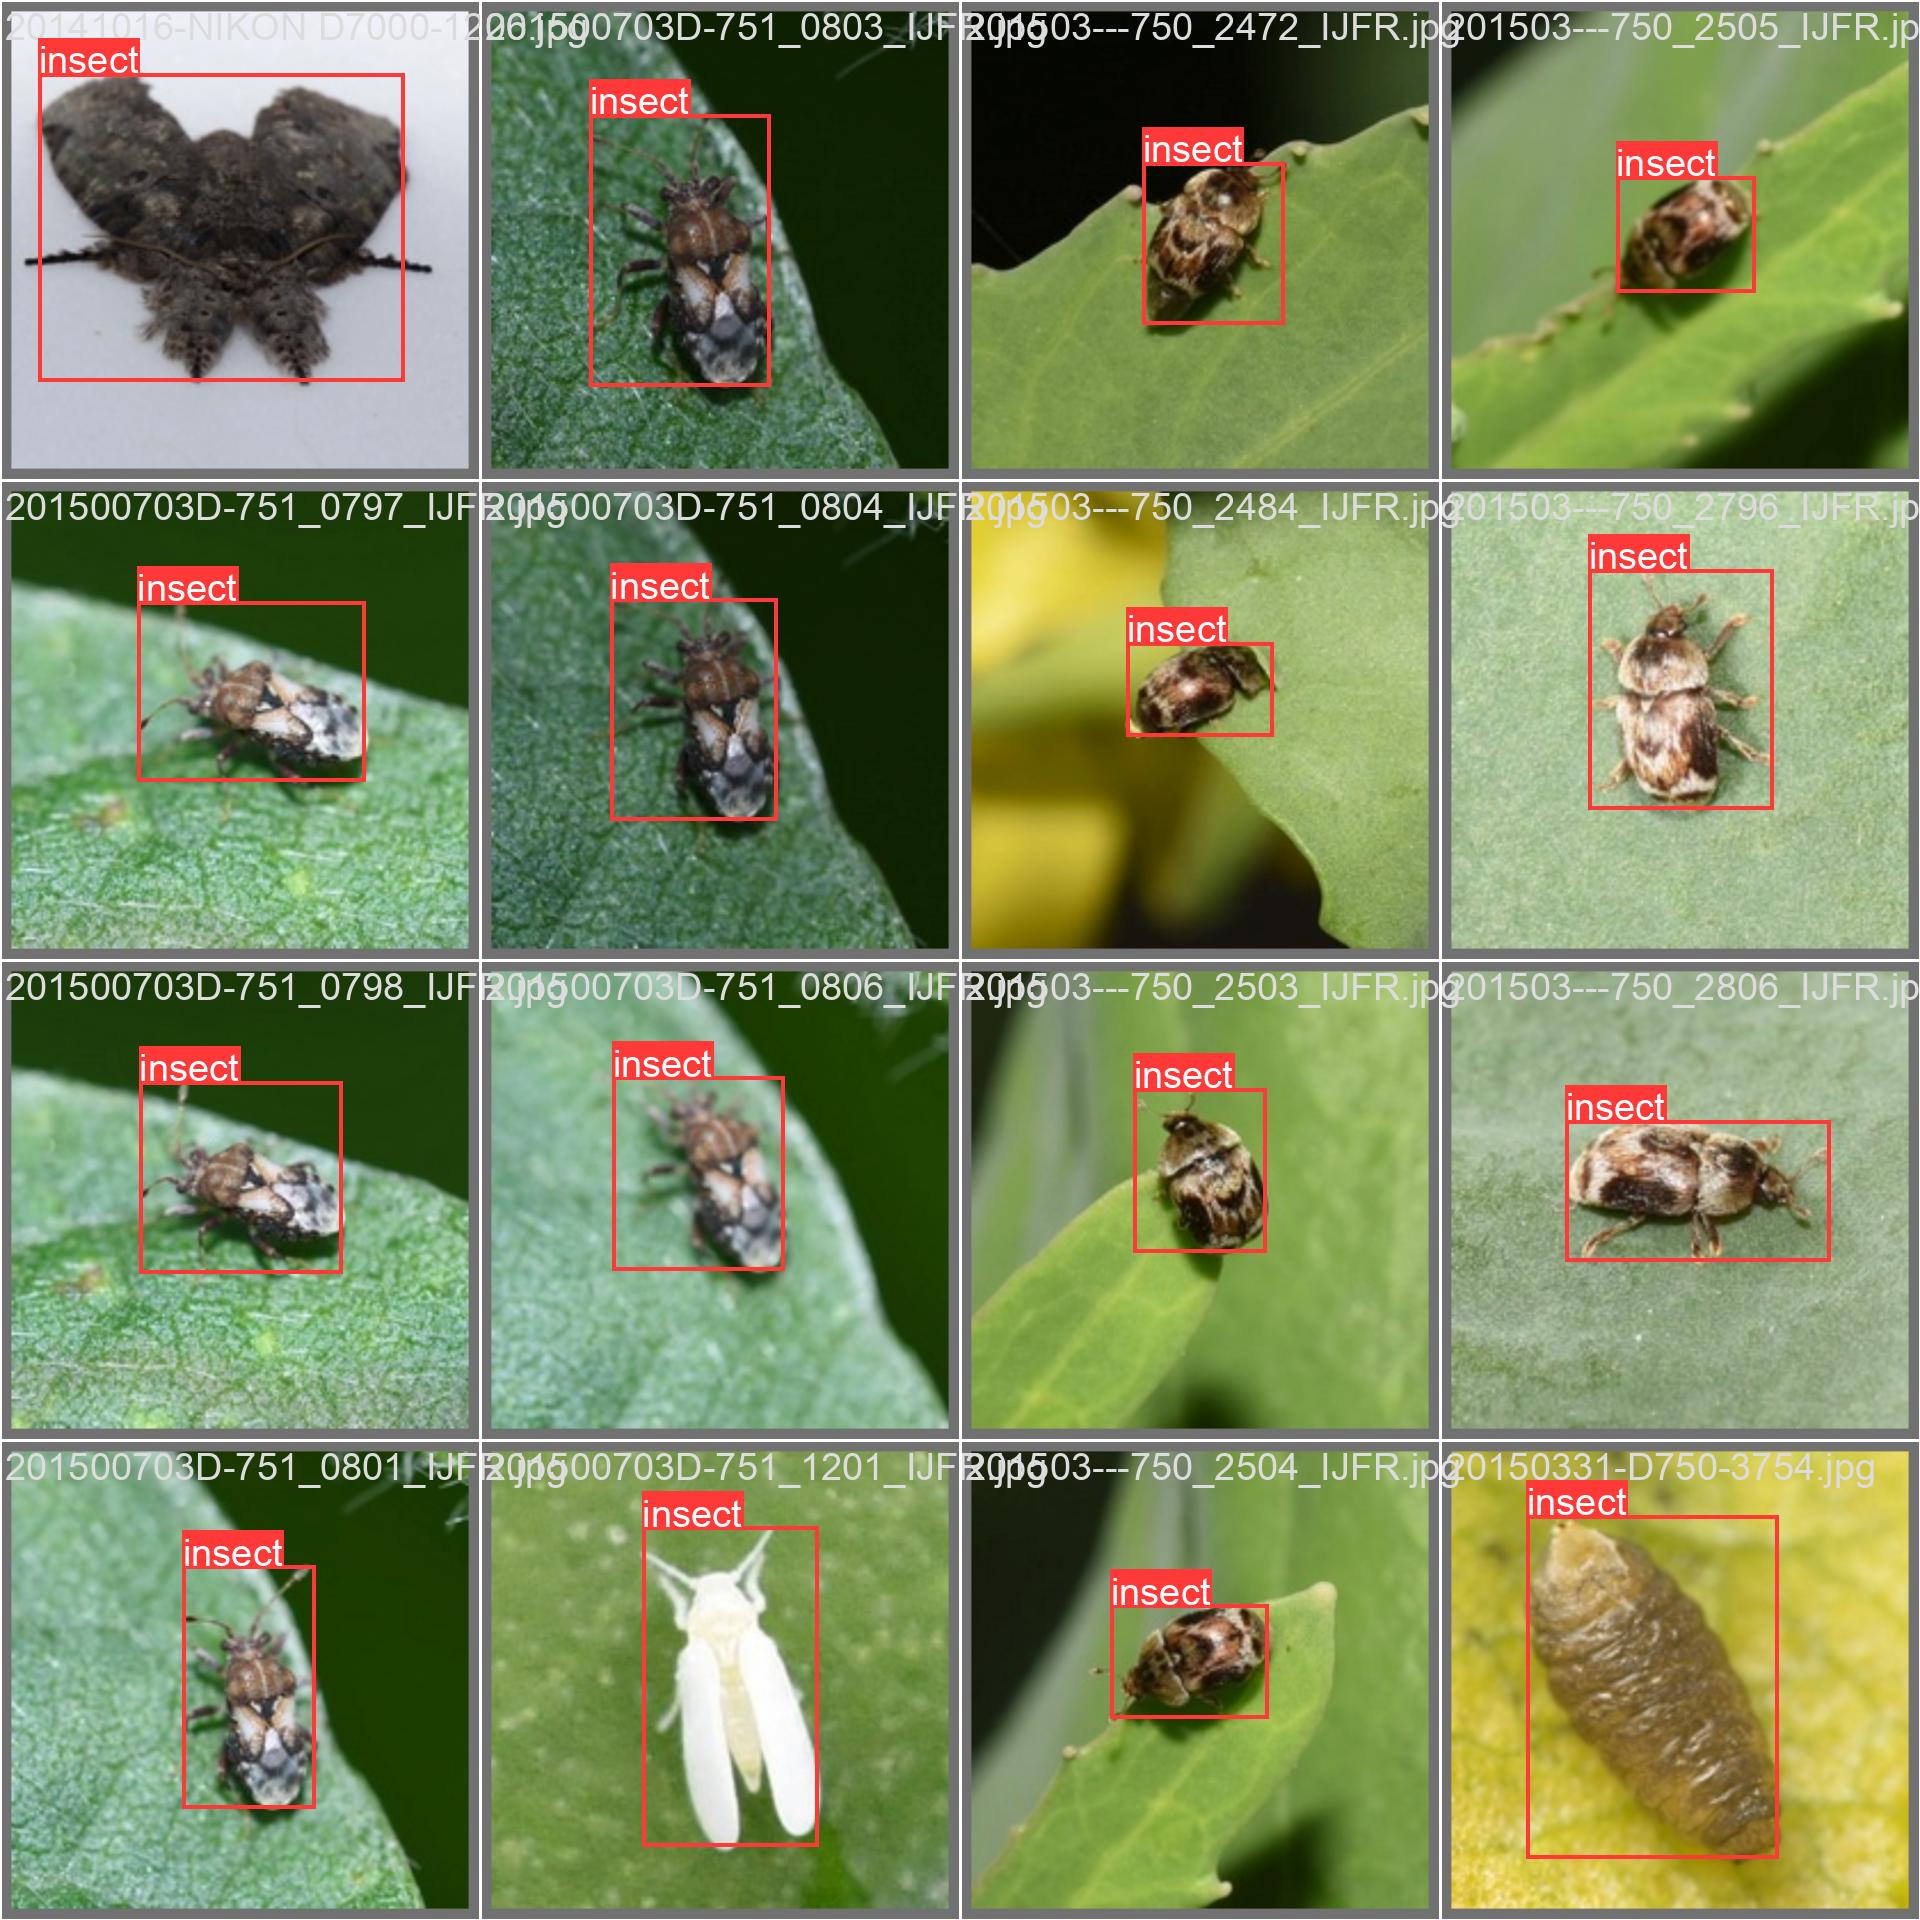 20141016-NIKON D7000-1206.jpg
insect
201500703D-751_0803_IJFR.jpg
insect
201503---750_2472_IJFR.jpg
insect
201503---750_2505_IJFR.jp
insect
201500703D-751_0797_IJFR.jpg
insect
201500703D-751_0804_IJFR.jpg
insect
201503---750_2484_IJFR.jpg
insect
201503---750_2796_IJFR.jp
insect
201500703D-751_0798_IJFR.jpg
insect
201500703D-751_0806_IJFR.jpg
insect
201503---750_2503_IJFR.jpg
insect
201503---750_2806_IJFR.jp
insect
201500703D-751_0801_IJFR.jpg
insect
201500703D-751_1201_IJFR.jpg
insect
201503---750_2504_IJFR.jpg
insect
20150331-D750-3754.jpg
insect